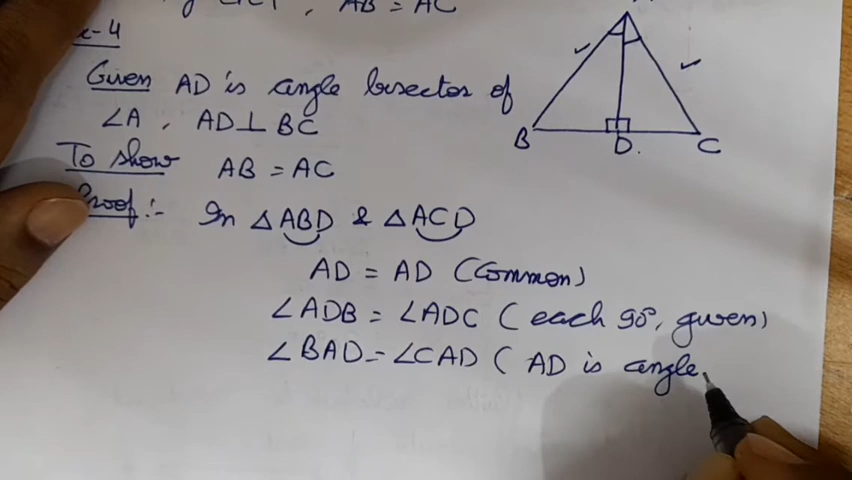 AB = AC
Given AD is angle bisector of
∠A, AD ⊥ BC
To show AB = AC
Proof :- In △ABD & △ACD
AD = AD (Common)
∠ADB = ∠ADC (each 90°, given)
∠BAD = ∠CAD (AD is angle
B
D.
C